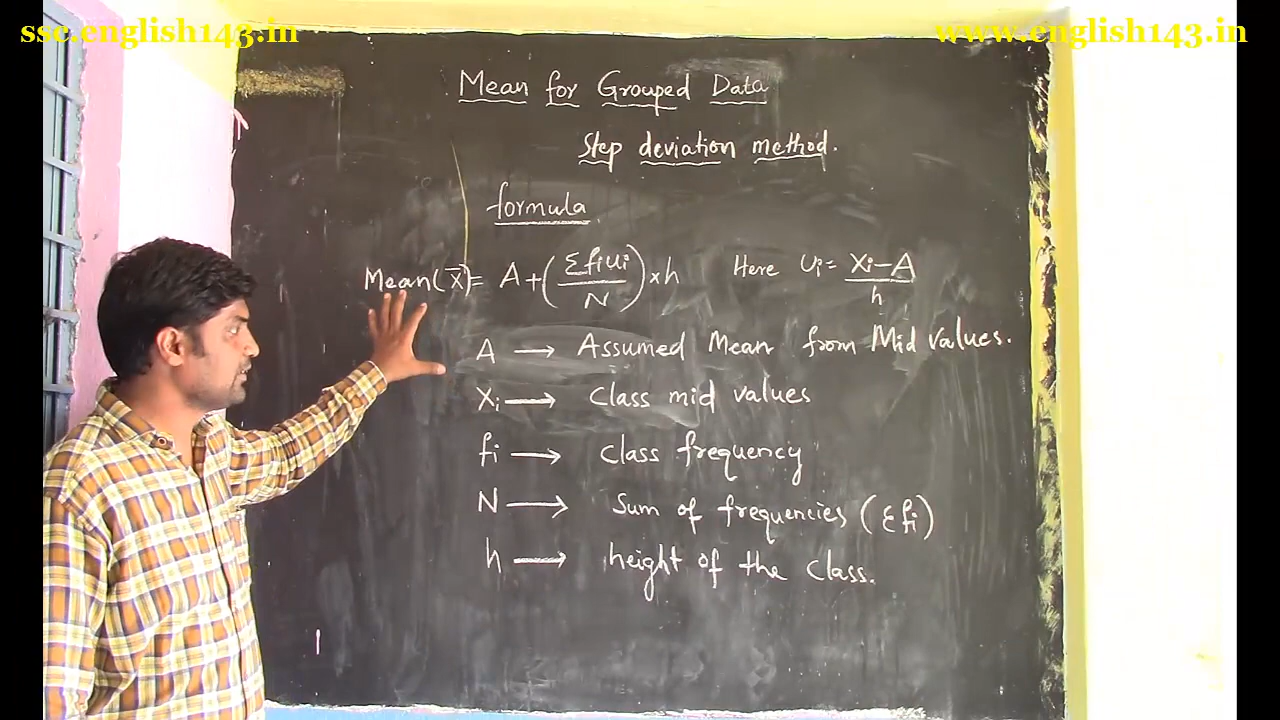 ssc.english143.in
www.english143.in
Mean for Grouped Data
Step deviation method.
formula
Mean(x̅)= A+(Σfiui/N)×h Here Ui= Xi-A/h
A → Assumed Mean from Mid values.
Xi → Class mid values
fi → Class frequency
N → Sum of frequencies (Σfi)
h → height of the class.